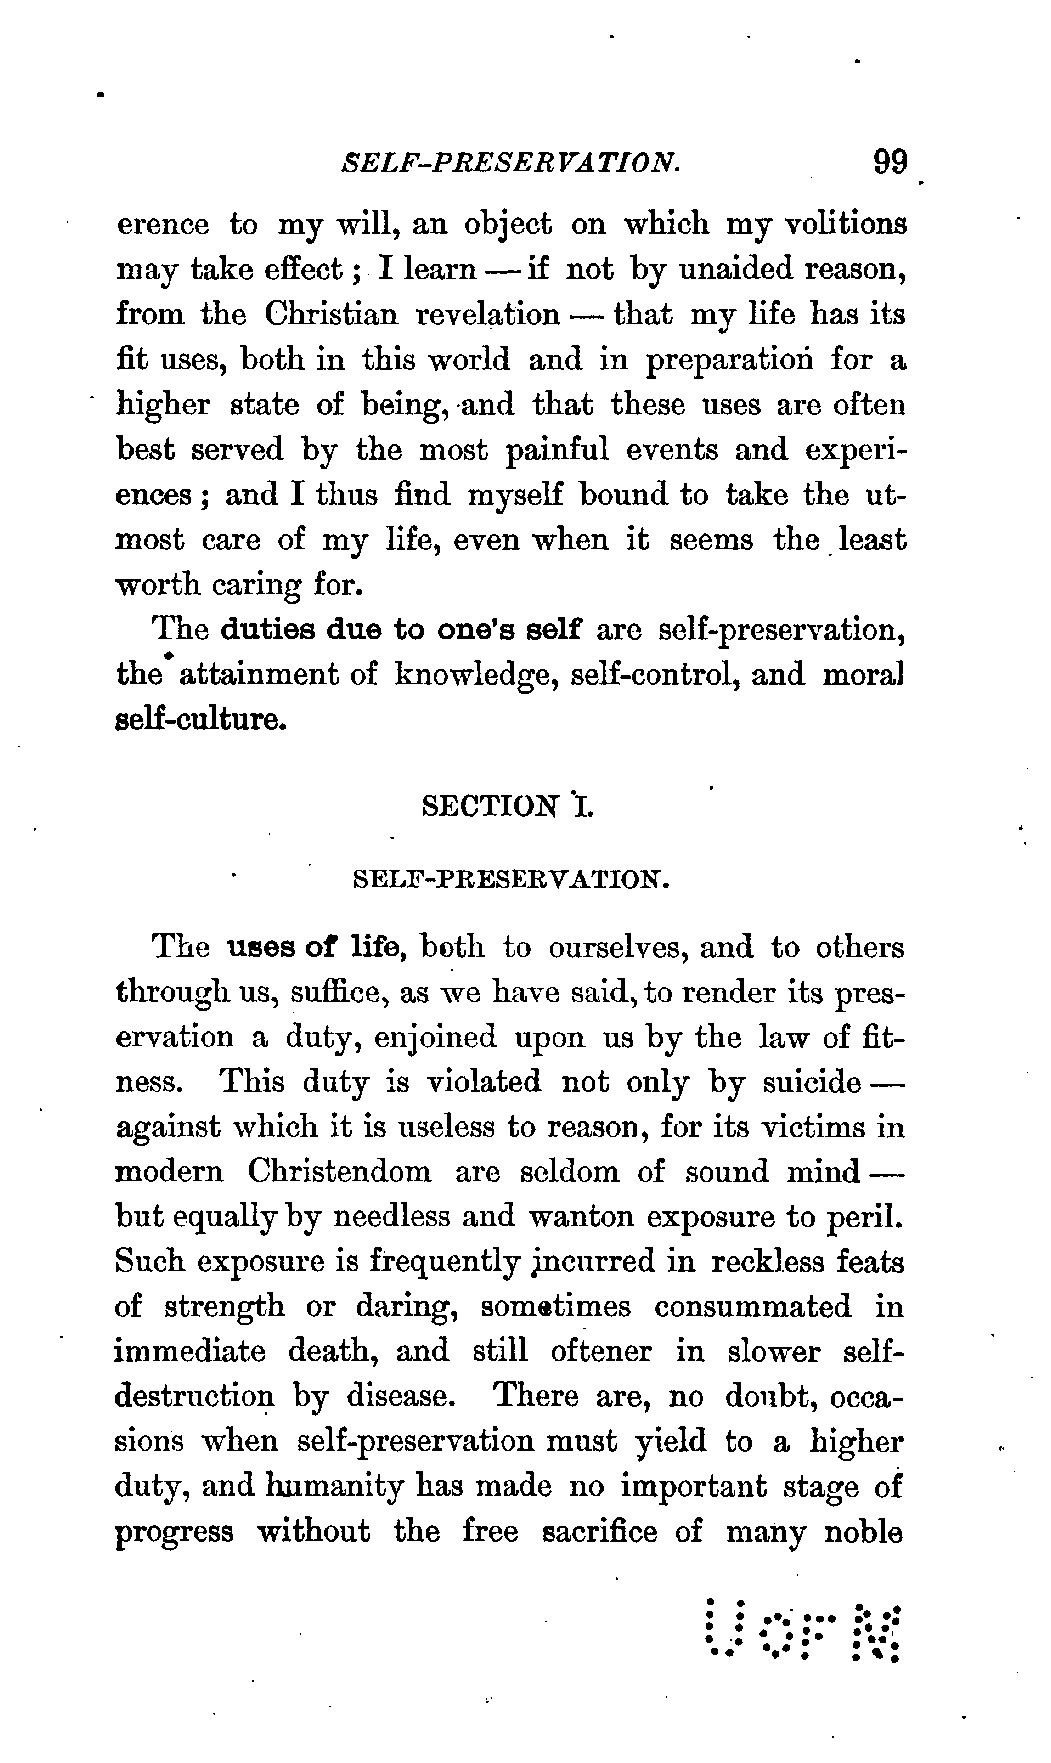 SELF-PRESERVATION. 99
erence to my will, an object on which my volitions
may take effect ; I learn — if not by unaided reason,
from the Christian revelation — that my life has its
fit uses, both in this world and in preparation for a
higher state of being, and that these uses are often
best served by the most painful events and experi-
ences ; and I thus find myself bound to take the ut-
most care of my life, even when it seems the least
worth caring for.
The duties due to one's self are self-preservation,
the attainment of knowledge, self-control, and moral
self-culture.
SECTION I.
SELF-PRESERVATION.
The uses of life, both to ourselves, and to others
through us, suffice, as we have said, to render its pres-
ervation a duty, enjoined upon us by the law of fit-
ness. This duty is violated not only by suicide —
against which it is useless to reason, for its victims in
modern Christendom are seldom of sound mind —
but equally by needless and wanton exposure to peril.
Such exposure is frequently incurred in reckless feats
of strength or daring, sometimes consummated in
immediate death, and still oftener in slower self-
destruction by disease. There are, no doubt, occa-
sions when self-preservation must yield to a higher
duty, and humanity has made no important stage of
progress without the free sacrifice of many noble
U OF M